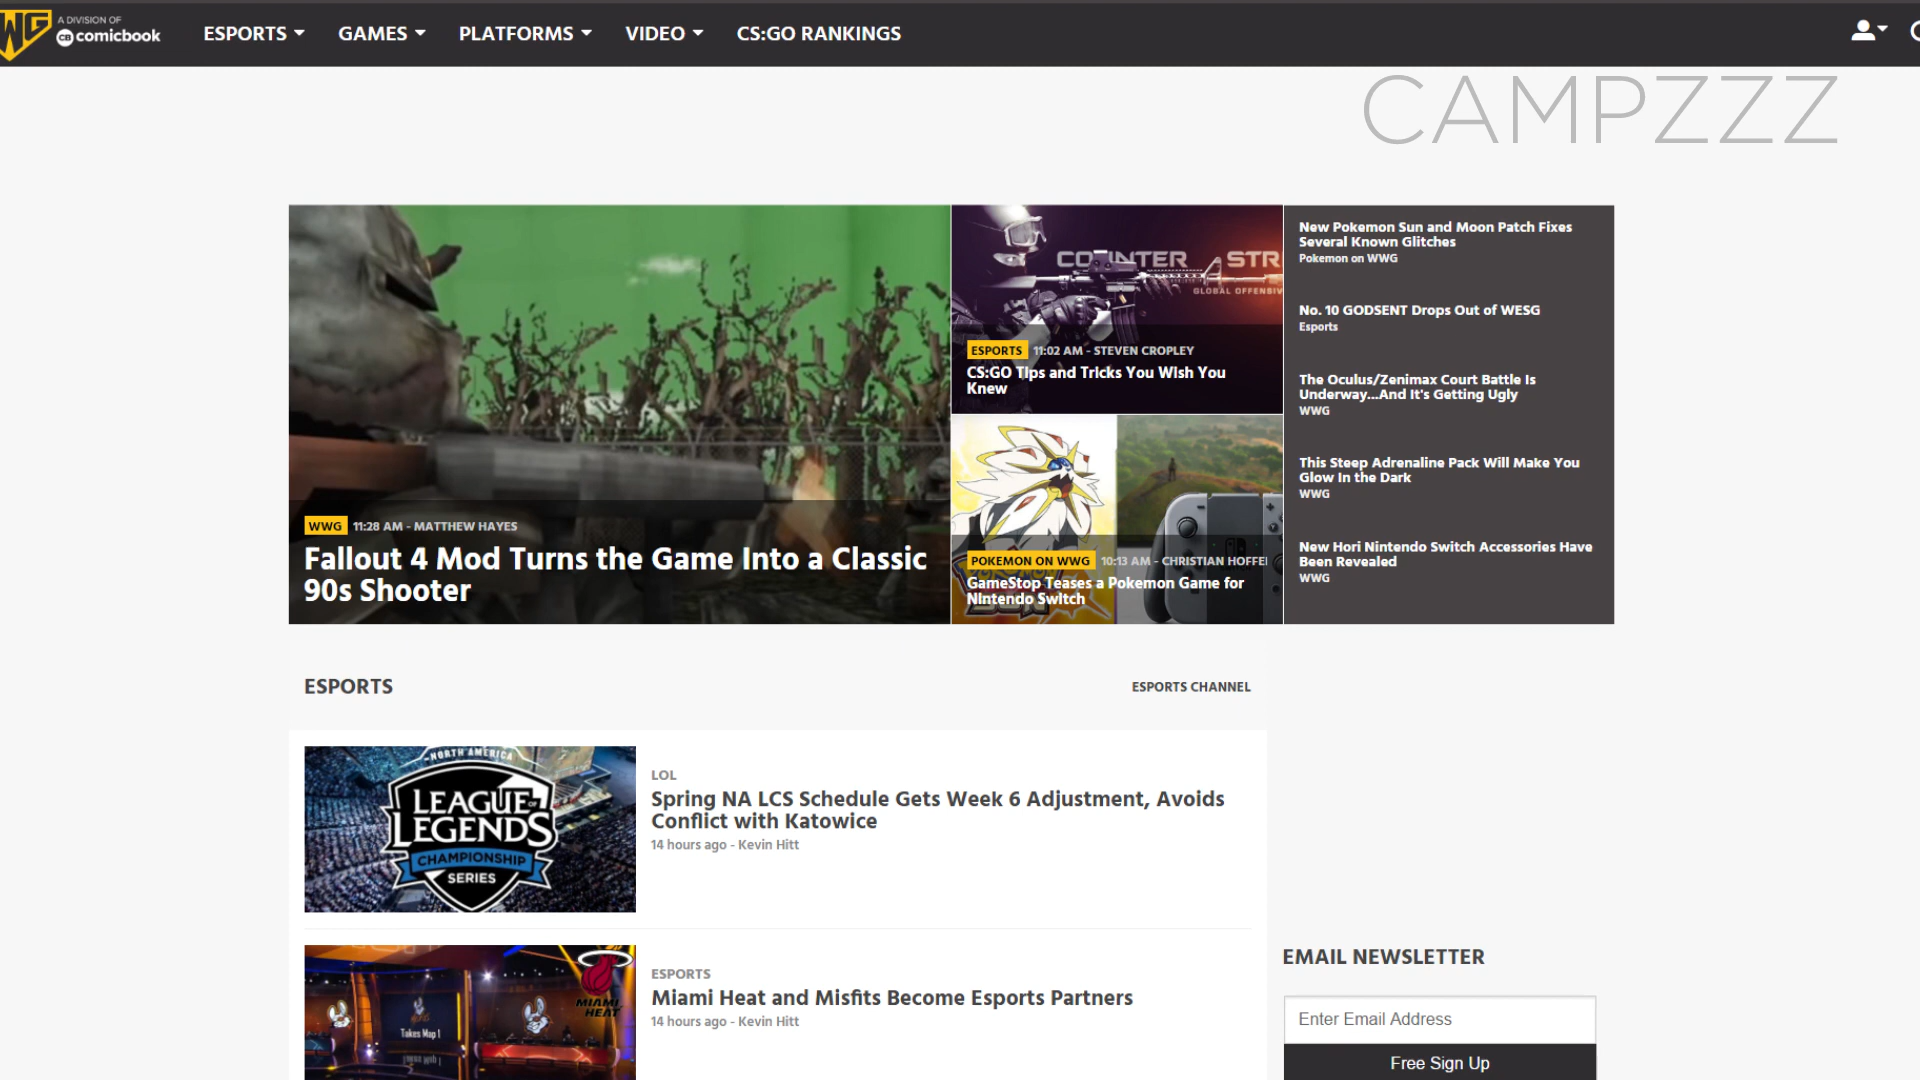 WG
A DIVISION OF
CB comicbook
ESPORTS
GAMES
PLATFORMS
VIDEO
CS:GO RANKINGS
CAMPZZZ
WWG 11:28 AM - MATTHEW HAYES
Fallout 4 Mod Turns the Game Into a Classic
90s Shooter
COUNTER STR
GLOBAL OFFENSIV
ESPORTS 11:02 AM - STEVEN CROPLEY
CS:GO Tips and Tricks You Wish You
Knew
POKEMON ON WWG 10:13 AM - CHRISTIAN HOFFE
GameStop Teases a Pokemon Game for
Nintendo Switch
New Pokemon Sun and Moon Patch Fixes
Several Known Glitches
Pokemon on WWG
No. 10 GODSENT Drops Out of WESG
Esports
The Oculus/Zenimax Court Battle Is
Underway...And It's Getting Ugly
WWG
This Steep Adrenaline Pack Will Make You
Glow In the Dark
WWG
New Hori Nintendo Switch Accessories Have
Been Revealed
WWG
ESPORTS
ESPORTS CHANNEL
NORTH AMERICA
LEAGUE OF
LEGENDS
CHAMPIONSHIP
SERIES
LOL
Spring NA LCS Schedule Gets Week 6 Adjustment, Avoids
Conflict with Katowice
14 hours ago - Kevin Hitt
MIAMI
HEAT
Takes Map 1
ESPORTS
Miami Heat and Misfits Become Esports Partners
14 hours ago - Kevin Hitt
EMAIL NEWSLETTER
Enter Email Address
Free Sign Up